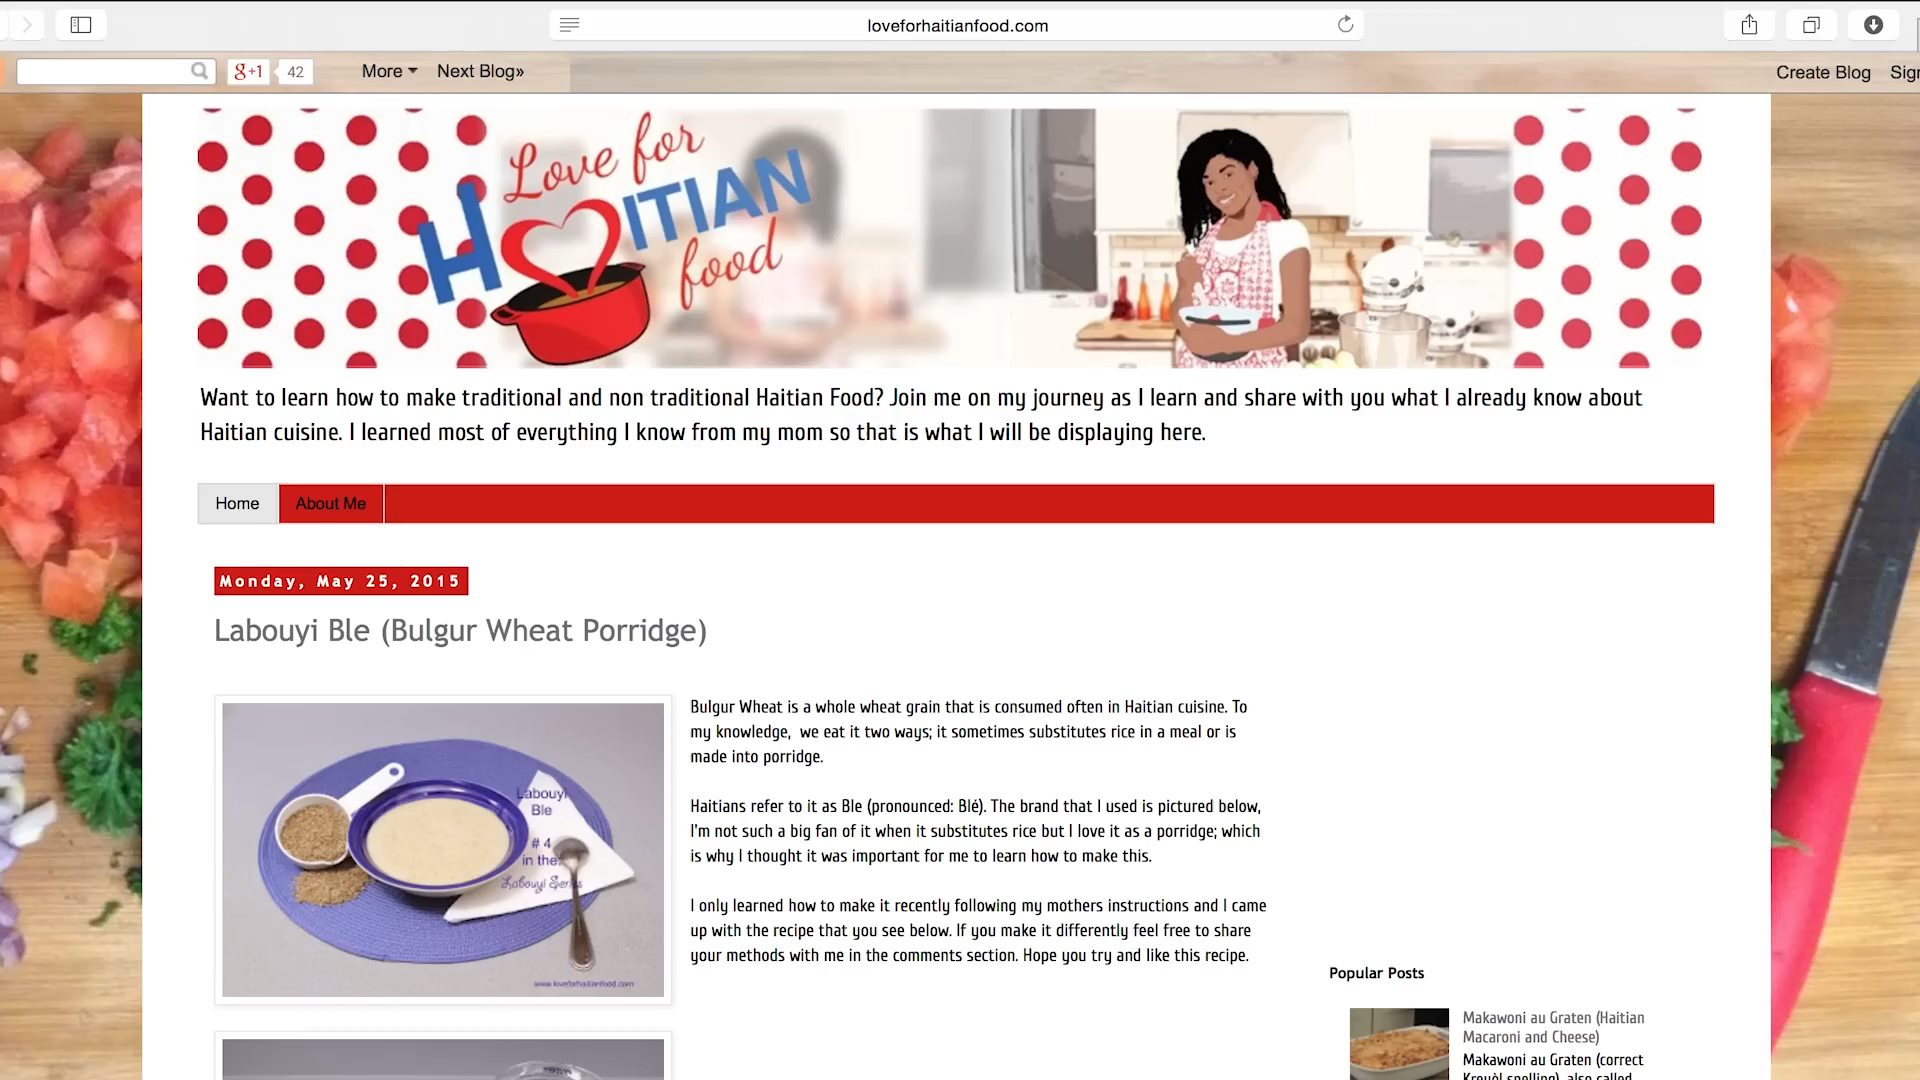 loveforhaitianfood.com
g+1 42 More Next Blog» Create Blog
Love for
HAITIAN
food
Want to learn how to make traditional and non traditional Haitian Food? Join me on my journey as I learn and share with you what I already know about
Haitian cuisine. I learned most of everything I know from my mom so that is what I will be displaying here.
Home About Me
Monday, May 25, 2015
Labouyi Ble (Bulgur Wheat Porridge)
Labouyi
Ble
# 4
in the
Labouyi Series
www.loveforhaitianfood.com
Bulgur Wheat is a whole wheat grain that is consumed often in Haitian cuisine. To
my knowledge, we eat it two ways; it sometimes substitutes rice in a meal or is
made into porridge.
Haitians refer to it as Ble (pronounced: Blé). The brand that I used is pictured below,
I'm not such a big fan of it when it substitutes rice but I love it as a porridge; which
is why I thought it was important for me to learn how to make this.
I only learned how to make it recently following my mothers instructions and I came
up with the recipe that you see below. If you make it differently feel free to share
your methods with me in the comments section. Hope you try and like this recipe.
Popular Posts
Makawoni au Graten (Haitian
Macaroni and Cheese)
Makawoni au Graten (correct
Kreyòl spelling), also called